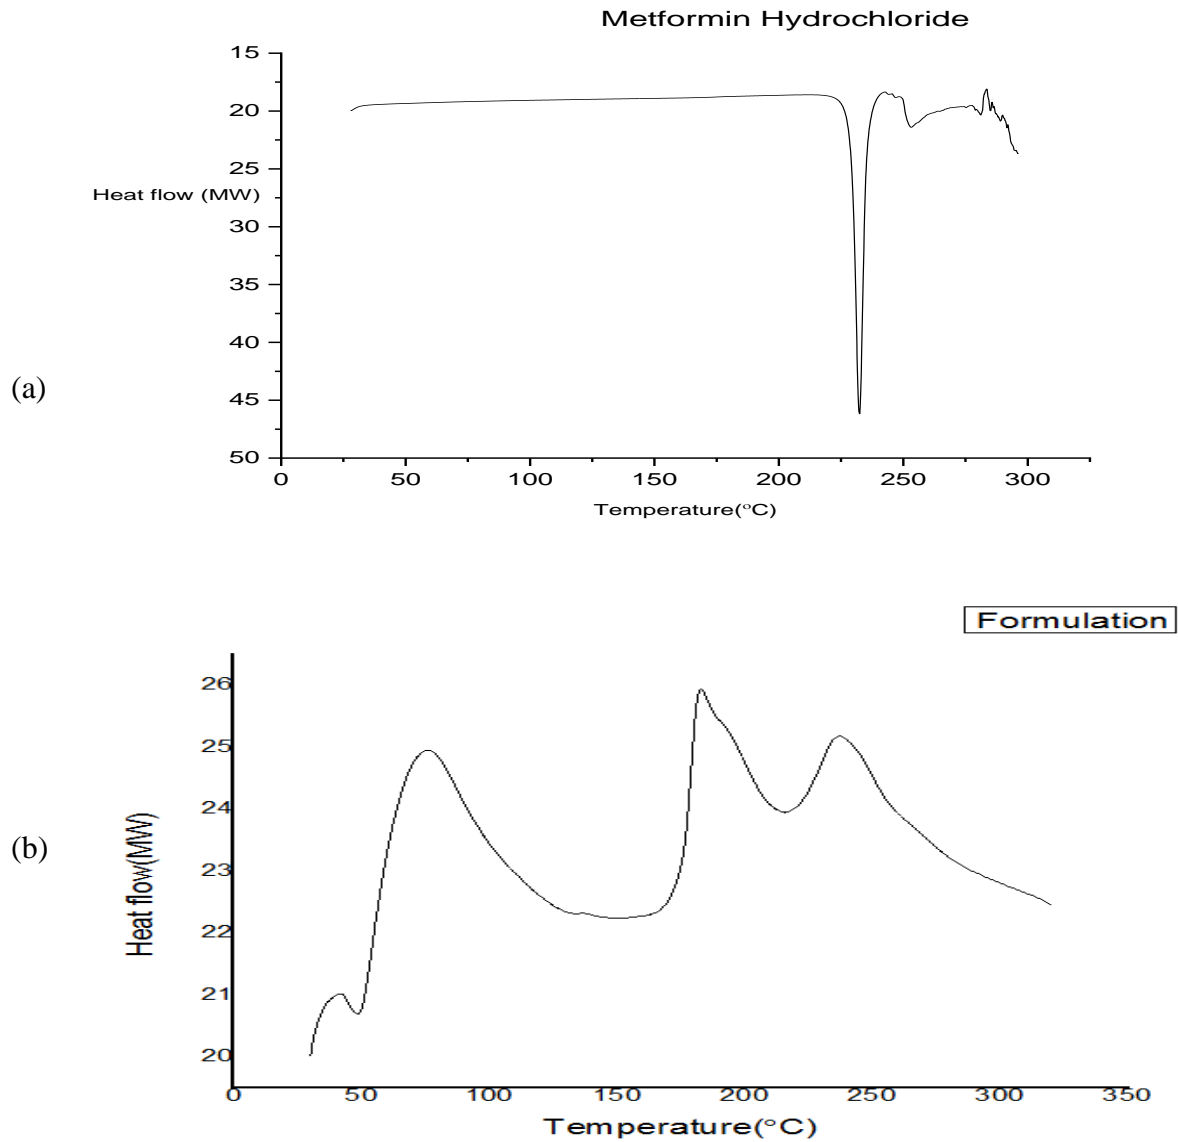 Metformin Hydrochloride
15
20
25
Heat flow (MW)
30
35
40
(a)
45
50
0 50 100 150 200 250 300
Temperature(°C)
Formulation
26
25
24
(b)
Heat flow(MW)
23
22
21
20
0 50 100 150 200 250 300 350
Temperature(°C)